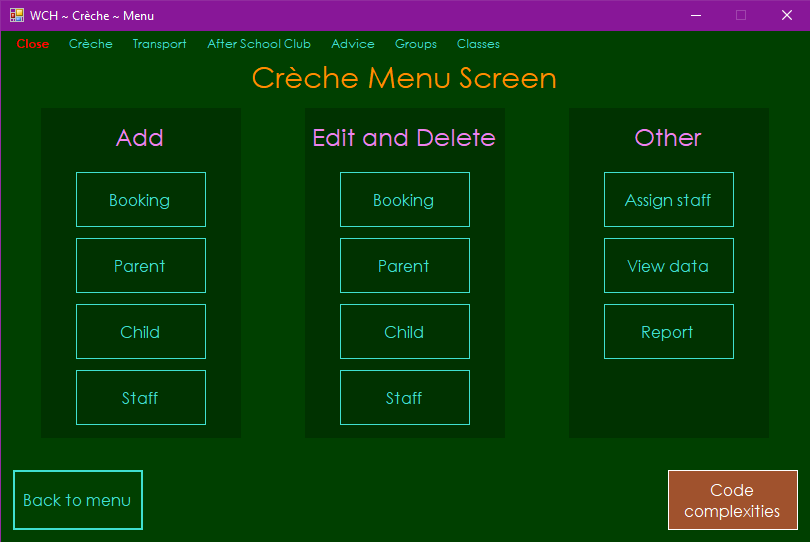 WCH ~ Crèche ~ Menu
Close Crèche Transport After School Club Advice Groups Classes
Crèche Menu Screen
Add
Booking
Parent
Child
Staff
Edit and Delete
Booking
Parent
Child
Staff
Other
Assign staff
View data
Report
Back to menu
Code
complexities